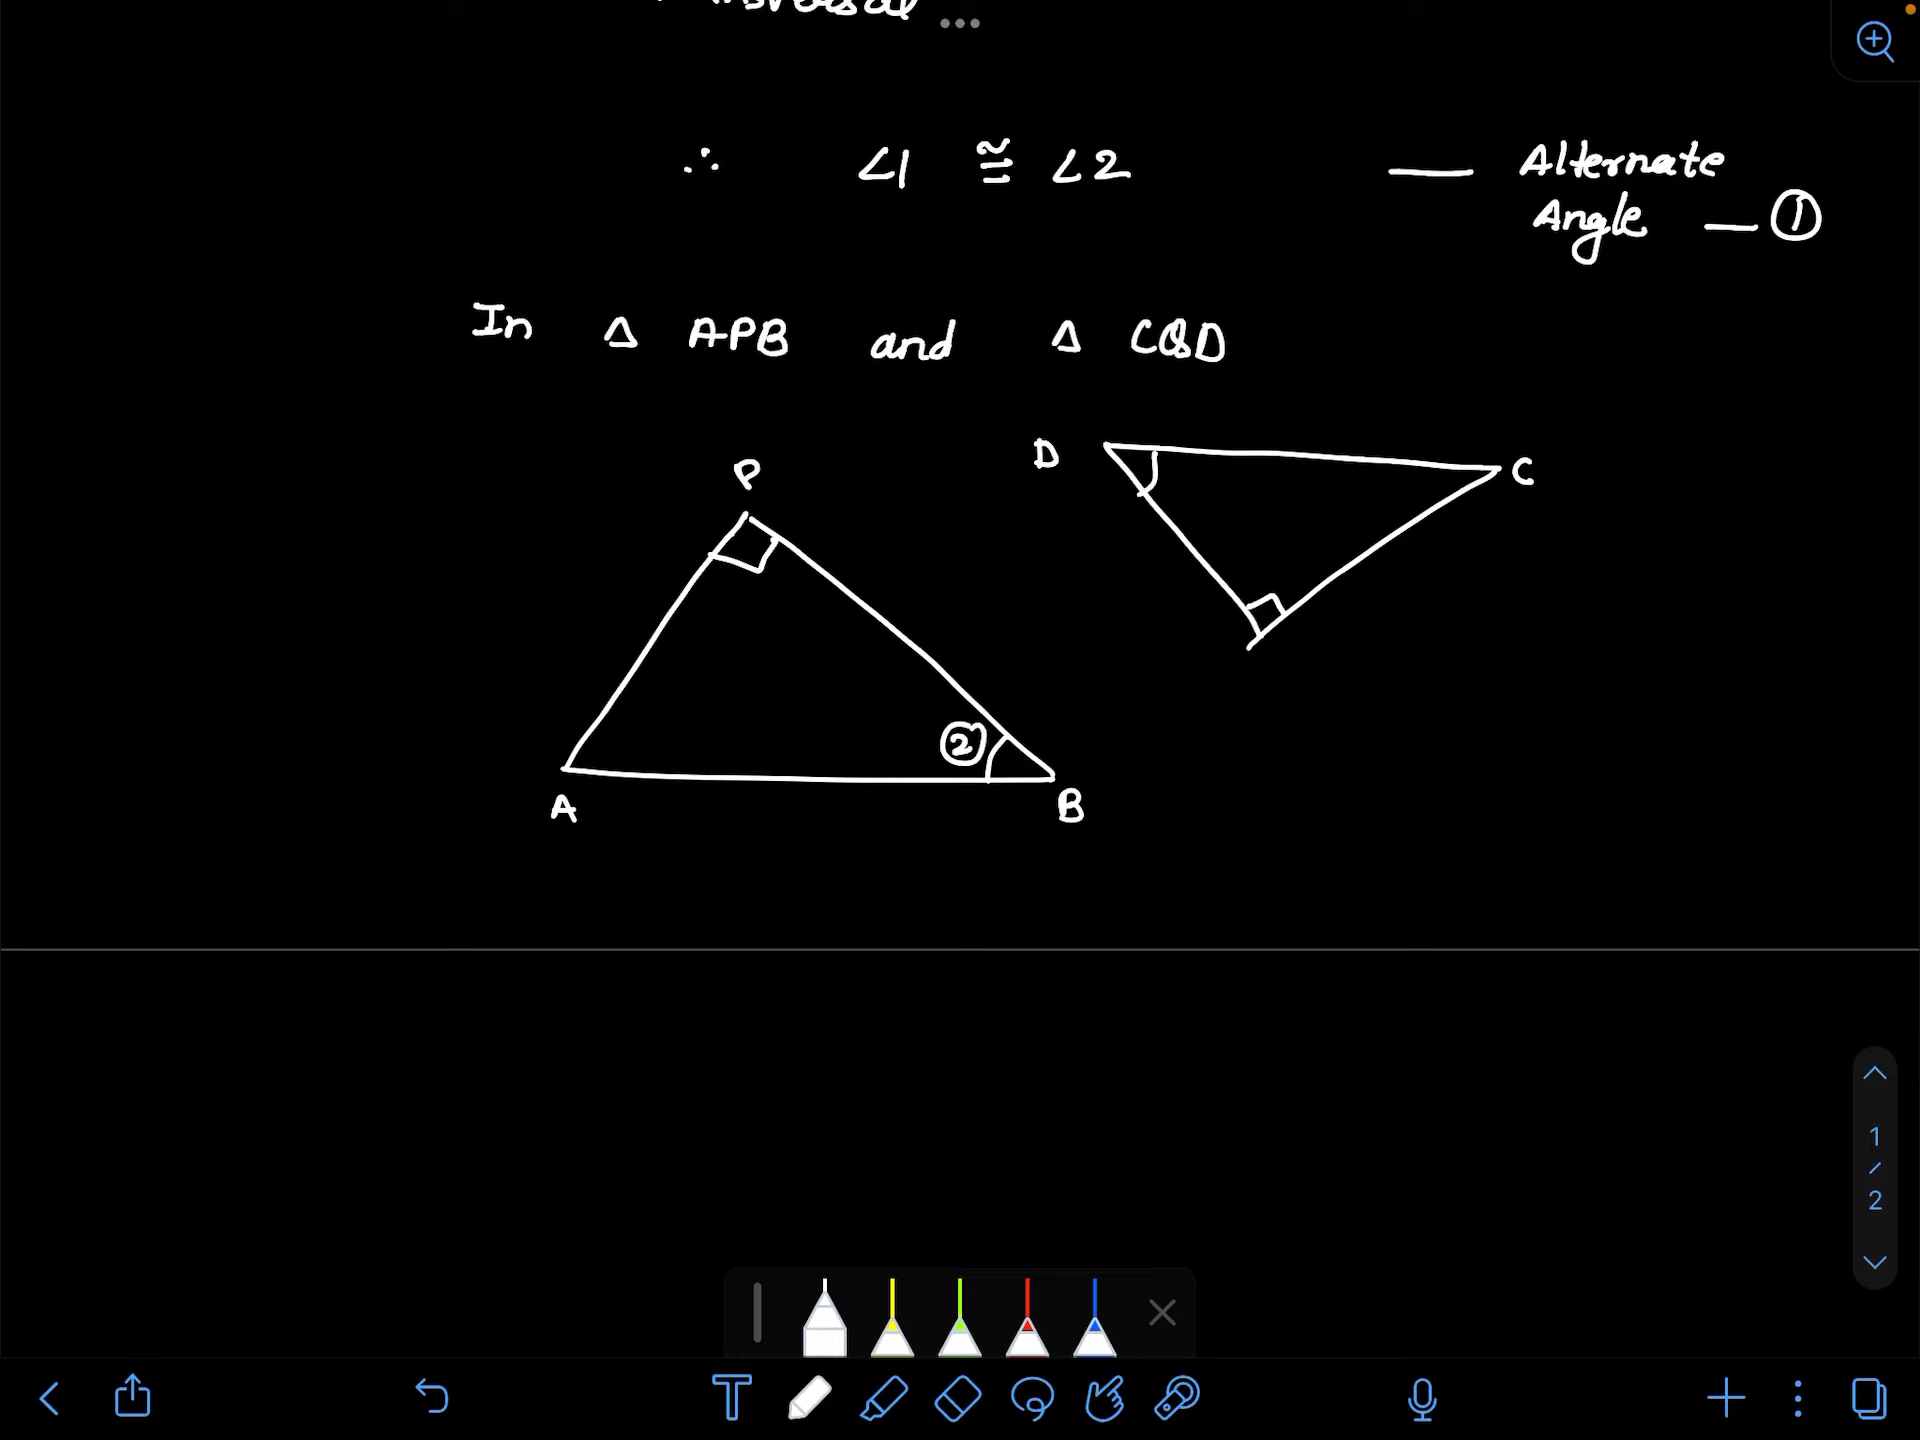 ∴ ∠1 ≅ ∠2 — Alternate
Angle — ①
In Δ APB and Δ CQD
P
D
C
②
A
B
1
/
2